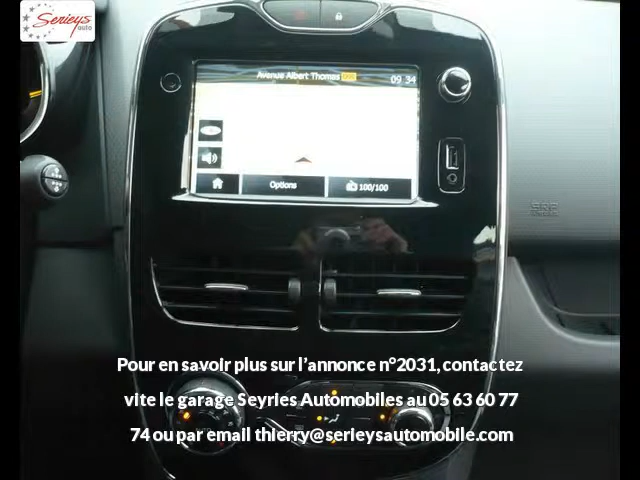 Serieys
auto
Avenue Albert Thomas
09 34
Options
100/100
SRP
Pour en savoir plus sur l'annonce n°2031, contactez
vite le garage Seyries Automobiles au 05 63 60 77
74 ou par email thierry@serieysautomobile.com